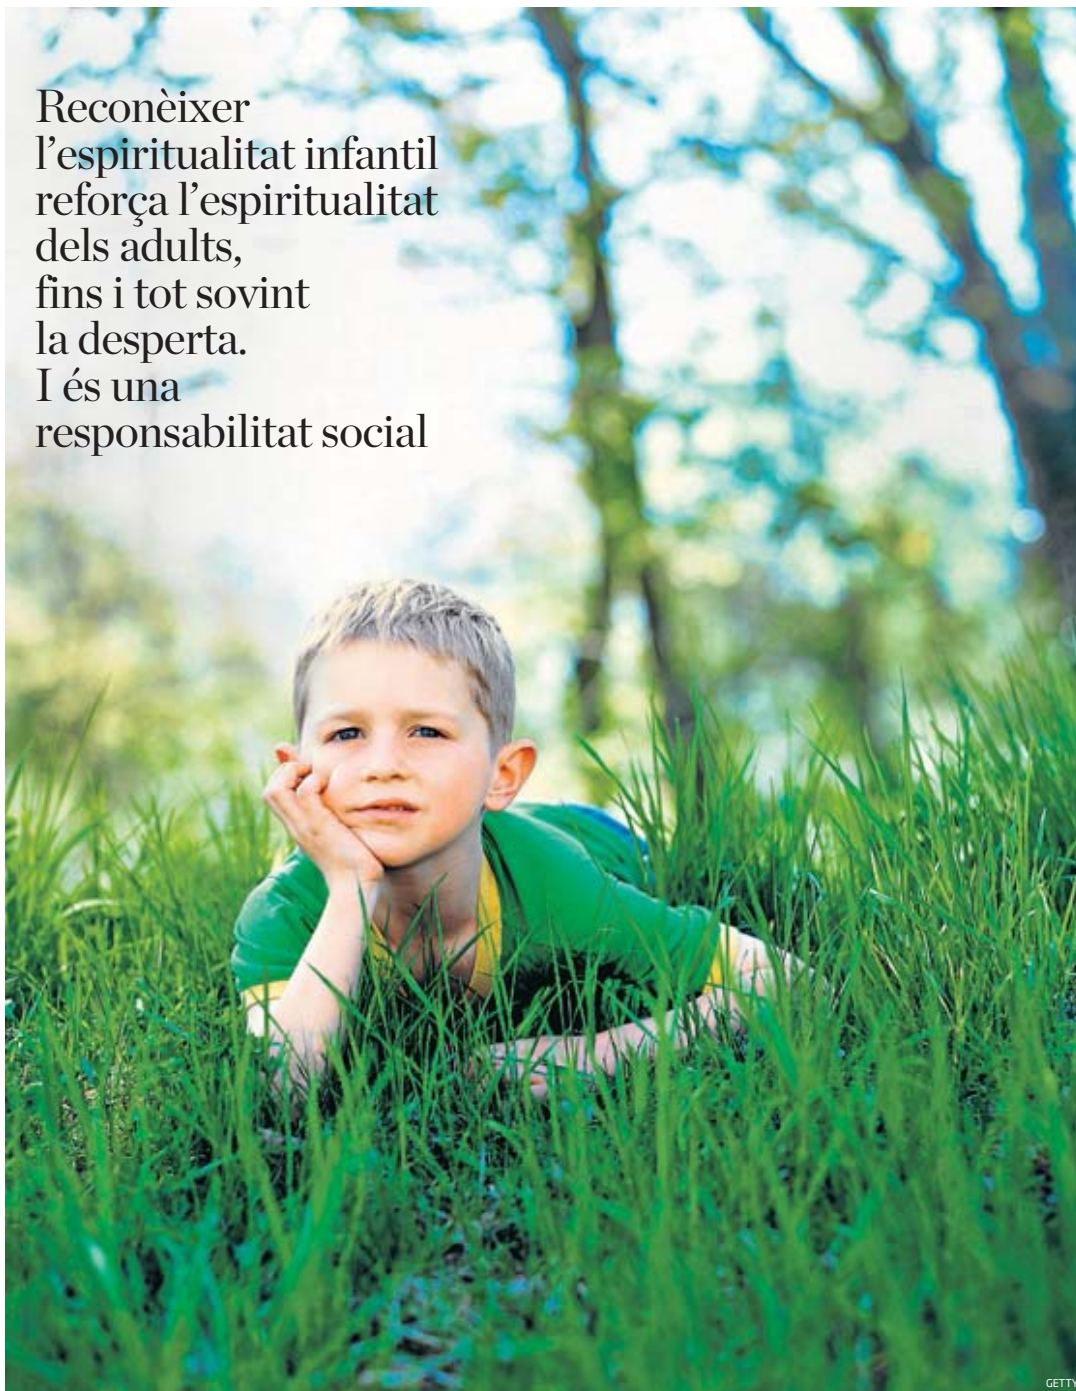 Reconèixer
l’espiritualitat infantil
reforça l’espiritualitat
dels adults,
fins i tot sovint
la desperta.
I és una
responsabilitat social
GETTY